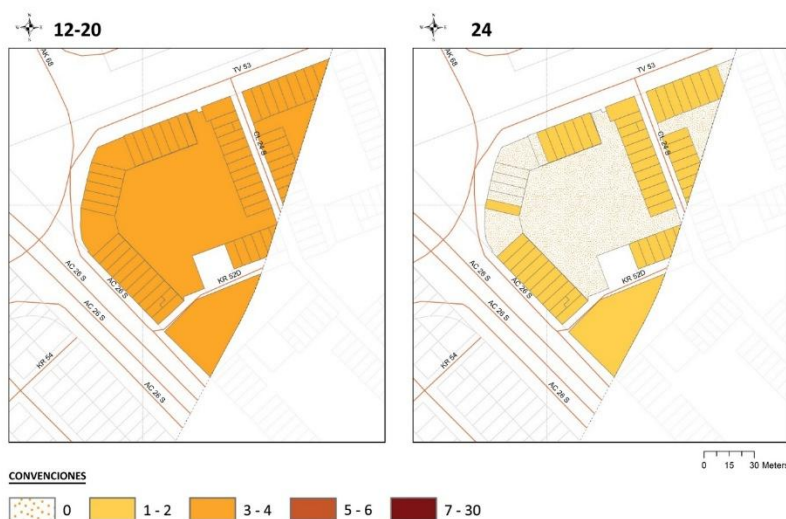 12-20
24
N
S
E
N
S
E
AK 68
TV 53
CL 24 B
KR 52D
AC 26 S
AC 26 S
AC 26 S
AC 26 S
KR 54
AK 68
TV 53
CL 24 B
KR 52D
AC 26 S
AC 26 S
AC 26 S
AC 26 S
KR 54
0 15 30 Meters
CONVENCIONES
0 1 - 2 3 - 4 5 - 6 7 - 30